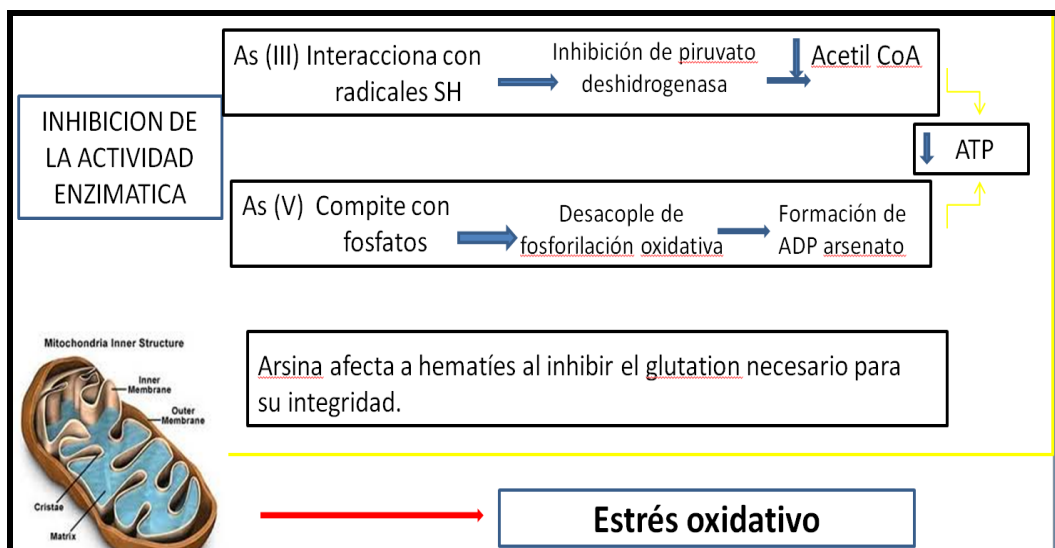 INHIBICION DE
LA ACTIVIDAD
ENZIMATICA
As (III) Interacciona con
radicales SH
Inhibición de piruvato
deshidrogenasa
Acetil CoA
ATP
As (V) Compite con
fosfatos
Desacople de
fosforilación oxidativa
Formación de
ADP arsenato
Arsina afecta a hematíes al inhibir el glutation necesario para
su integridad.
Mitochondria Inner Structure
Inner
Membrane
Outer
Membrane
Cristae
Matrix
Estrés oxidativo